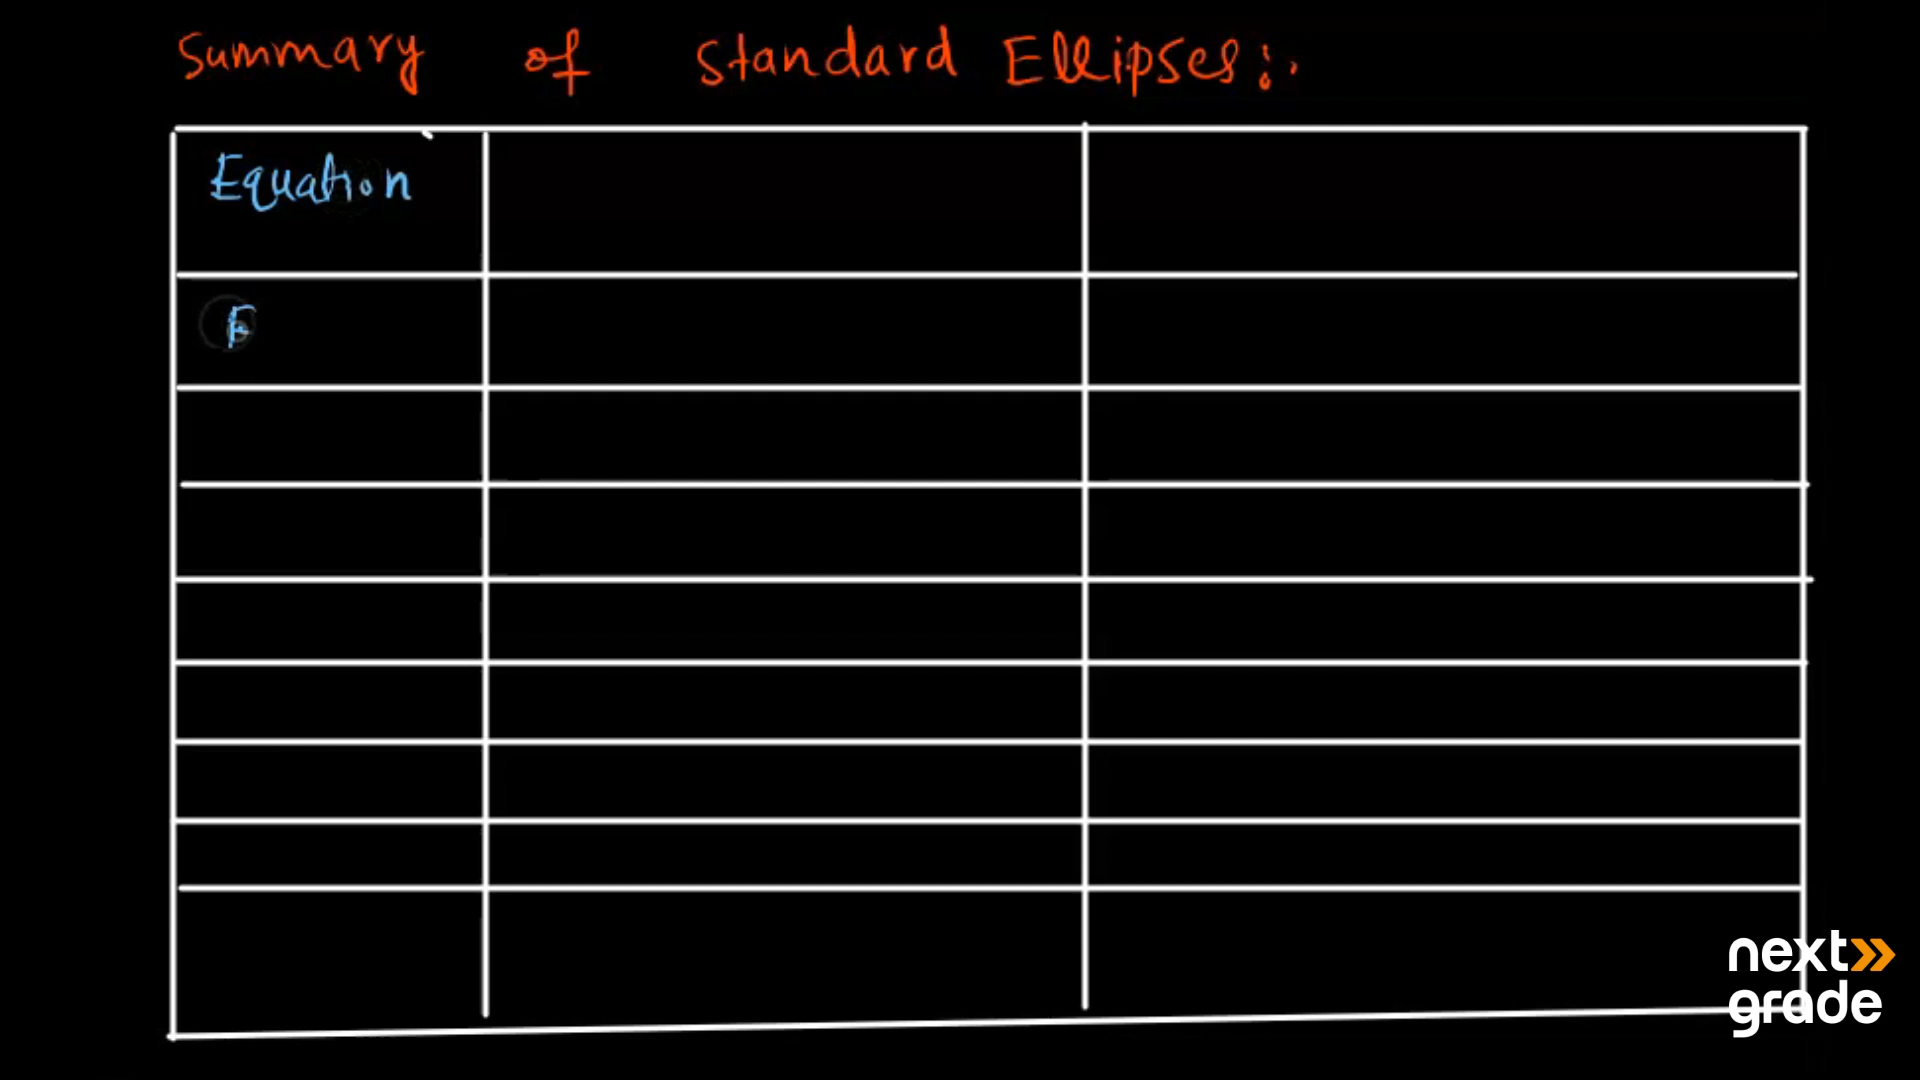 Summary of Standard Ellipses:.
Equation
F
next
grade